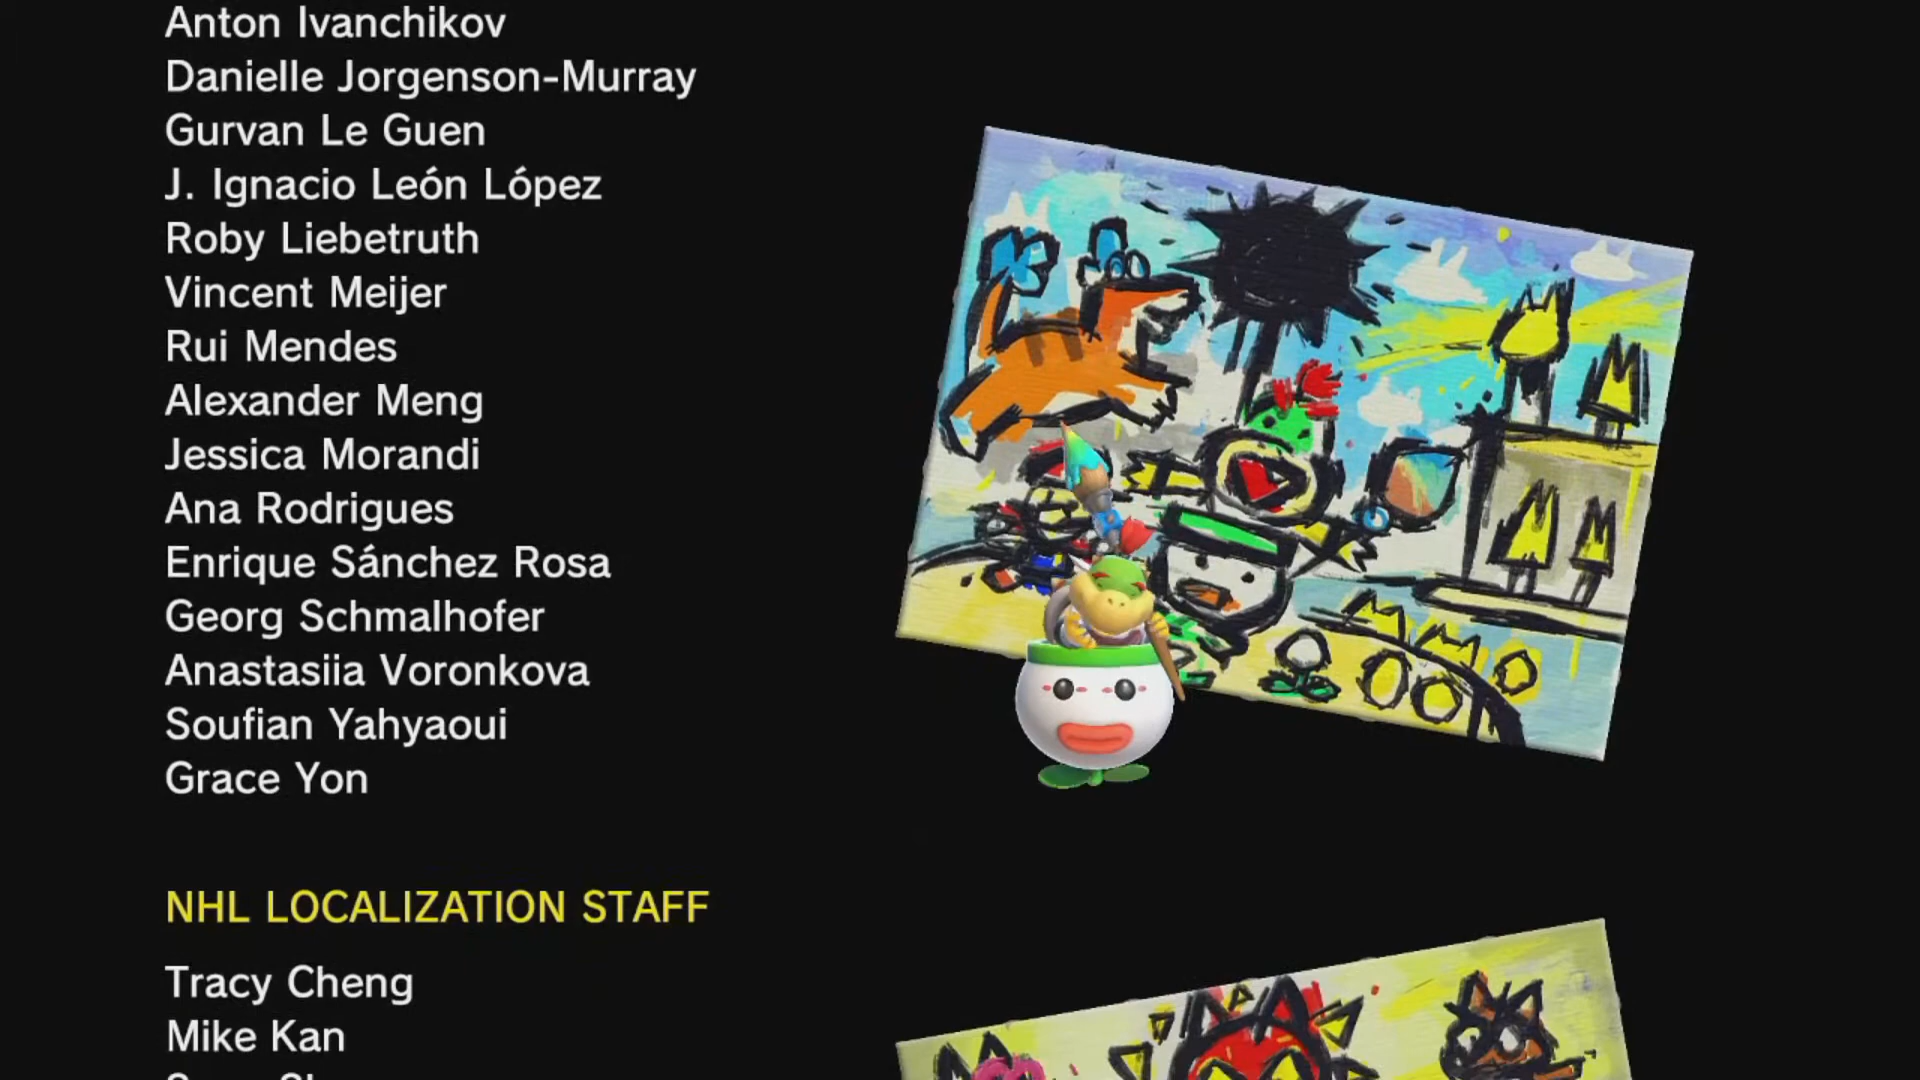 Anton Ivanchikov
Danielle Jorgenson-Murray
Gurvan Le Guen
J. Ignacio León López
Roby Liebetruth
Vincent Meijer
Rui Mendes
Alexander Meng
Jessica Morandi
Ana Rodrigues
Enrique Sánchez Rosa
Georg Schmalhofer
Anastasiia Voronkova
Soufian Yahyaoui
Grace Yon
NHL LOCALIZATION STAFF
Tracy Cheng
Mike Kan